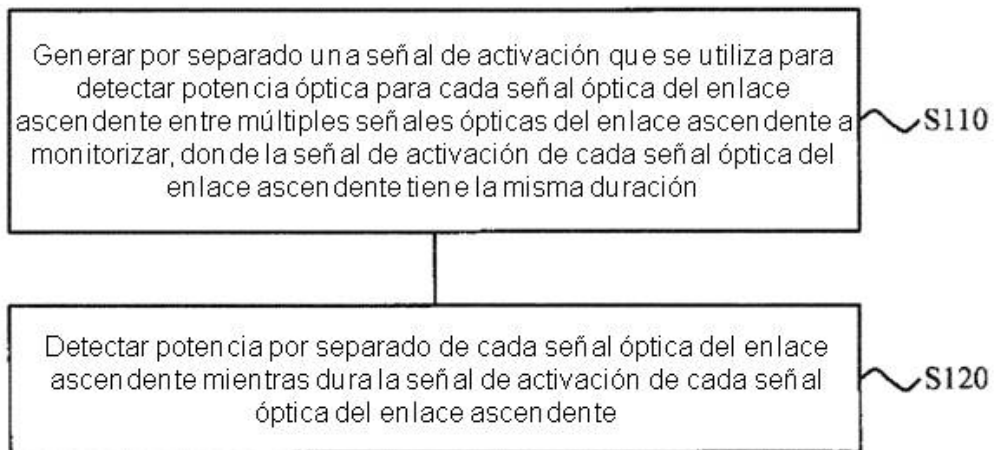 Generar por separado una señal de activación que se utiliza para
detectar potencia óptica para cada señal óptica del enlace
ascendente entre múltiples señales ópticas del enlace ascendente a
monitorizar, donde la señal de activación de cada señal óptica del
enlace ascendente tiene la misma duración
S110
Detectar potencia por separado de cada señal óptica del enlace
ascendente mientras dura la señal de activación de cada señal
óptica del enlace ascendente
S120